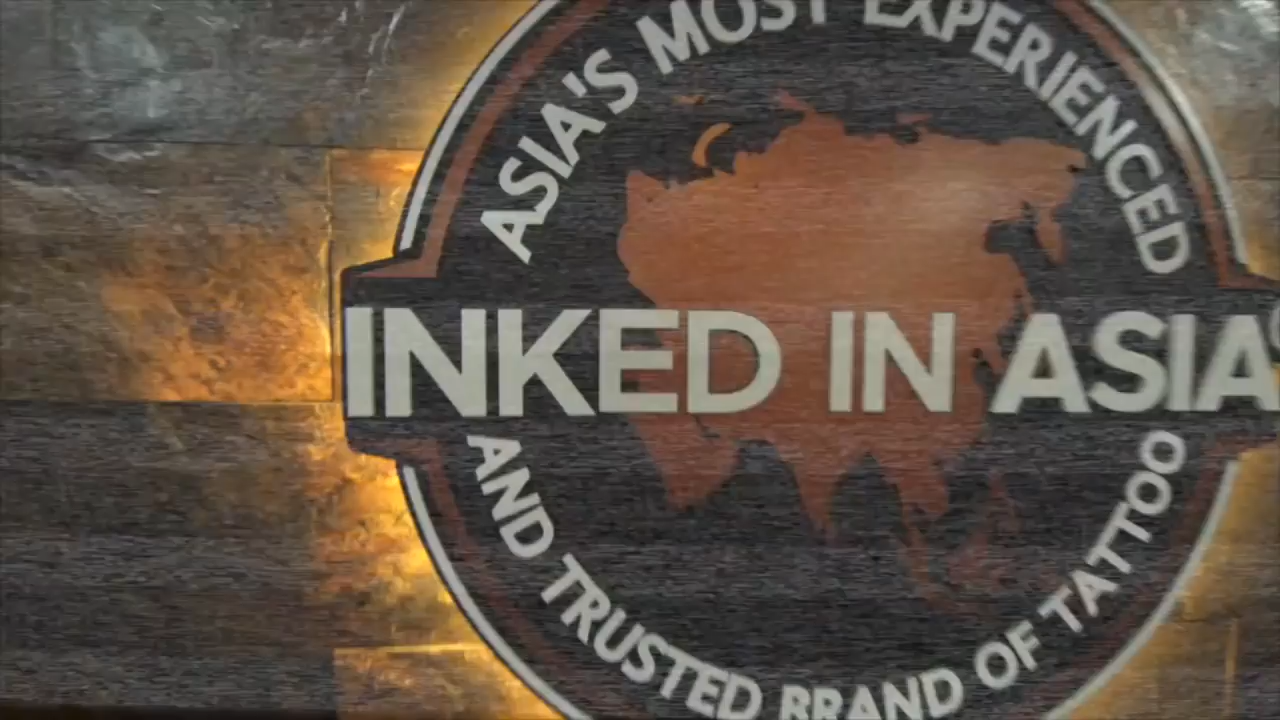 ASIA'S MOST EXPERIENCED
INKED IN ASIA
AND TRUSTED BRAND OF TATTOO